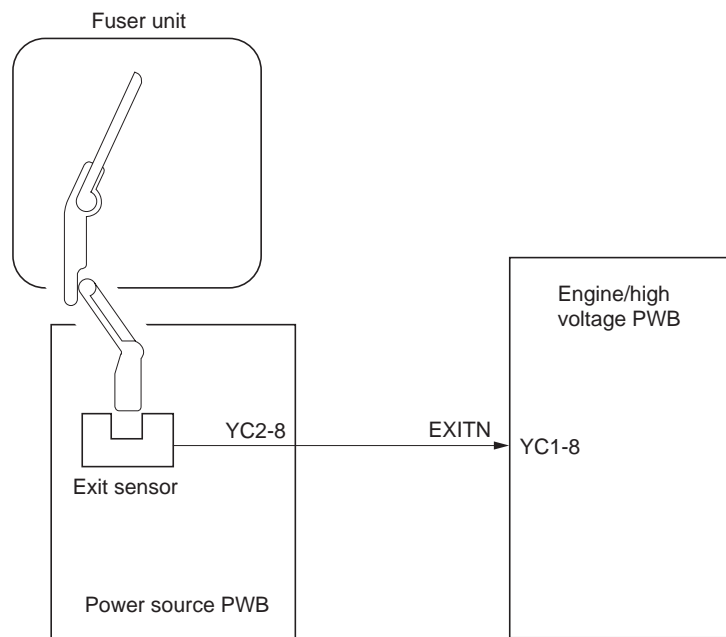 Fuser unit
Engine/high
voltage PWB
YC2-8
EXITN
YC1-8
Exit sensor
Power source PWB